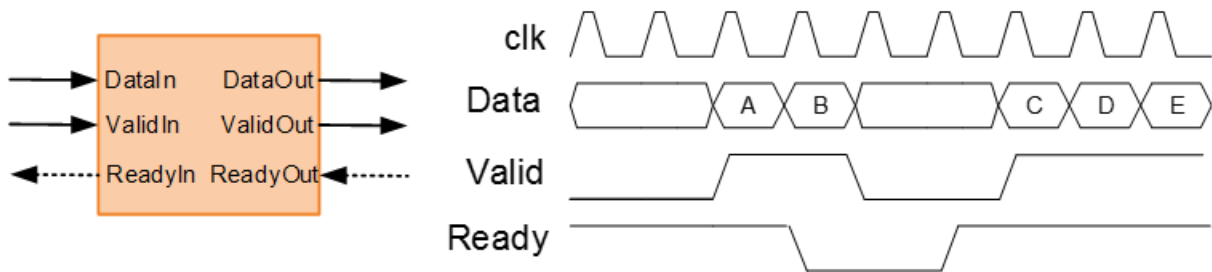 DataIn DataOut
ValidIn ValidOut
ReadyIn ReadyOut
clk
Data A B C D E
Valid
Ready